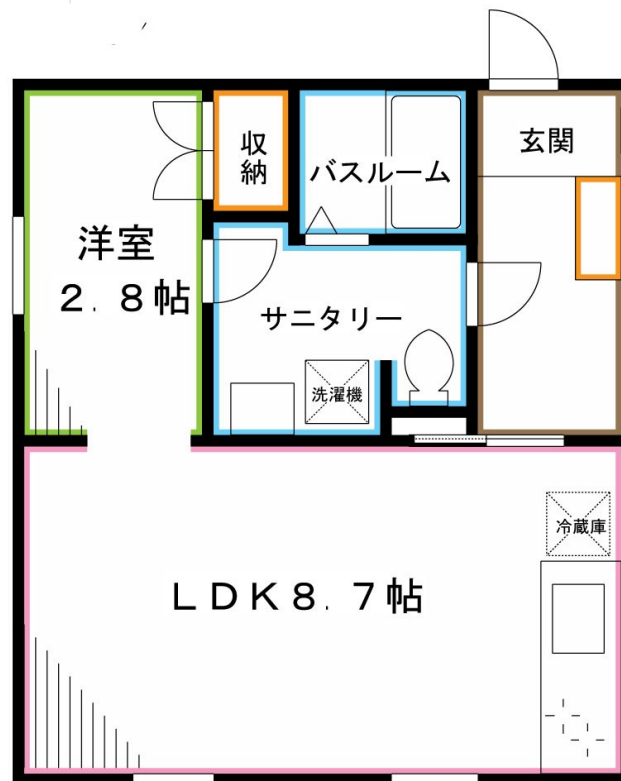 玄関
収納
バスルーム
洋室
2.8帖
サニタリー
洗濯機
冷蔵庫
LDK8.7帖